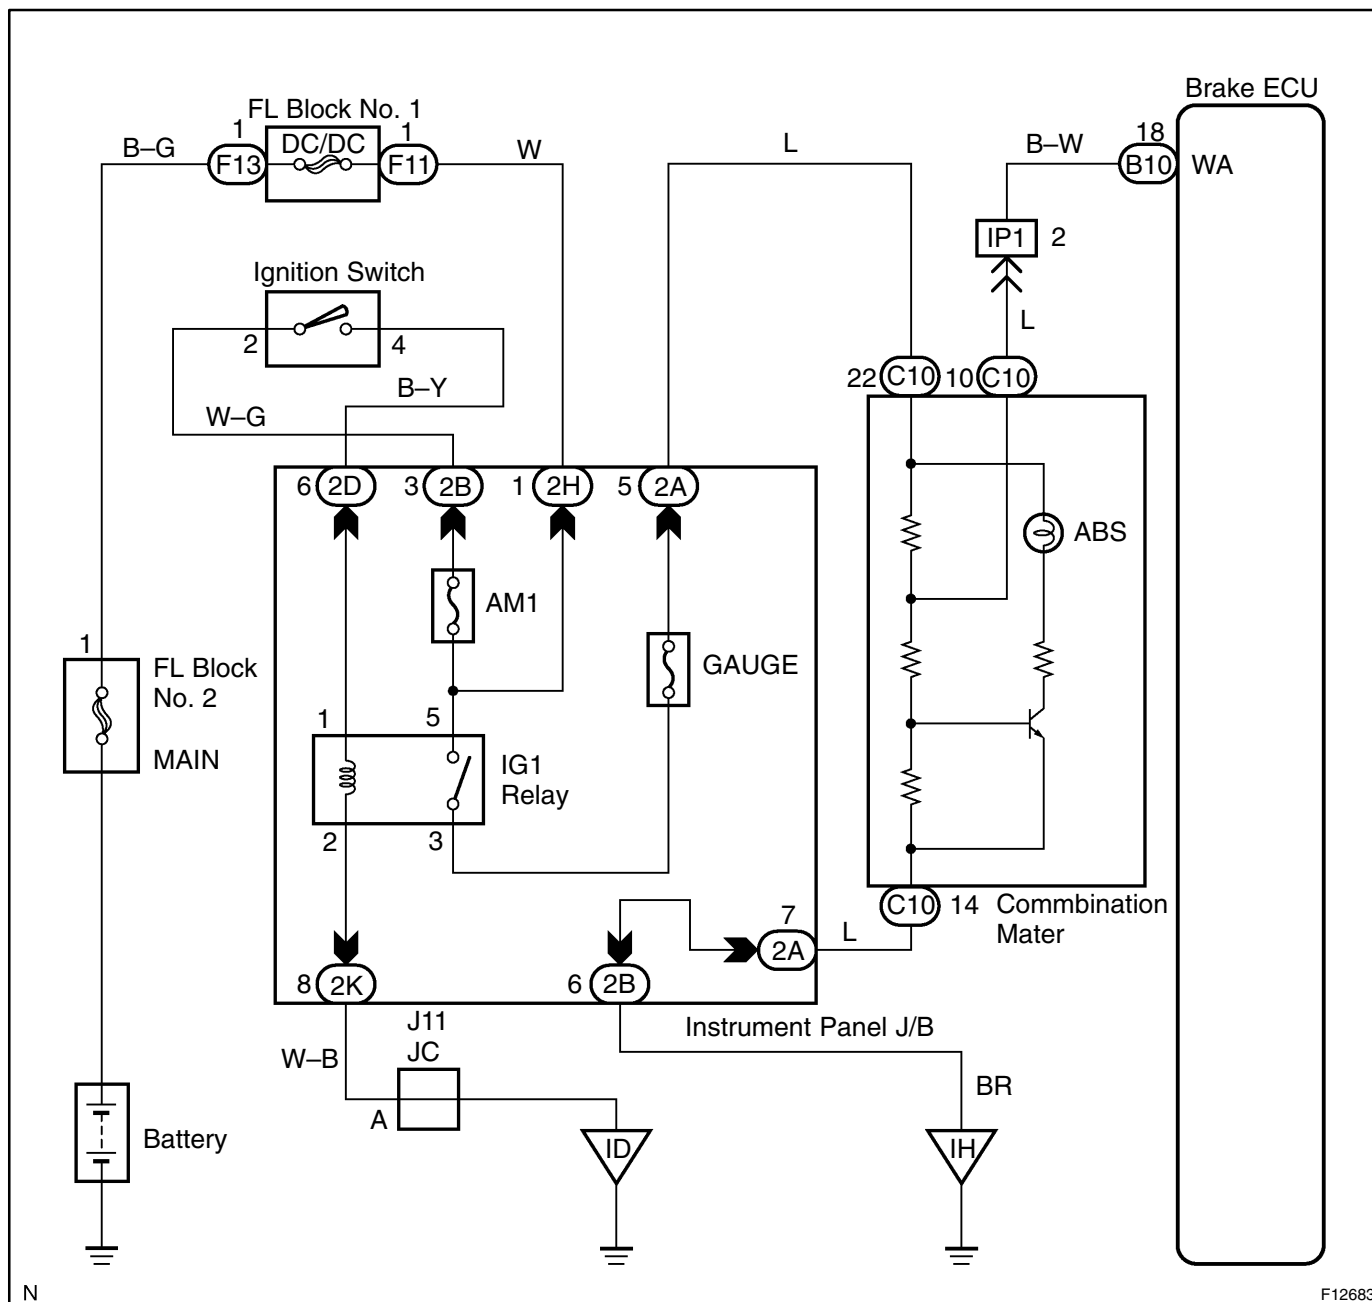 Brake ECU
FL Block No. 1
1
DC/DC
1
B–G
F13
F11
W
L
B–W
18
B10
WA
IP1
2
Ignition Switch
2
4
L
B–Y
W–G
22
C10
10
C10
6
2D
3
2B
1
2H
5
2A
ABS
AM1
GAUGE
1
FL Block
No. 2
MAIN
1
5
IG1
Relay
2
3
7
2A
L
C10
14
Commbination
Mater
8
2K
6
2B
Instrument Panel J/B
J11
JC
W–B
A
BR
Battery
ID
IH
N
F12683